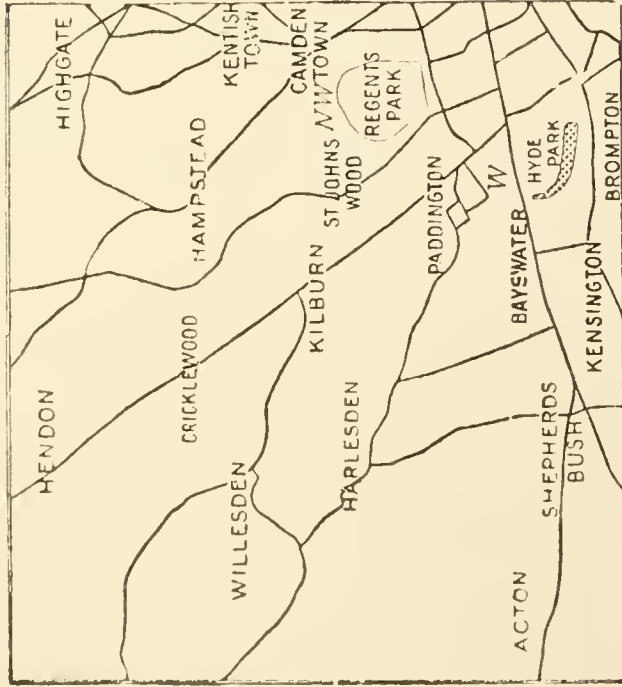 HENDON
HIGHGATE
CRICKLEWOOD
HAMPSTEAD
KENTISH
TOWN
WILLESDEN
CAMDEN
NW TOWN
KILBURN
ST JOHNS
WOOD
HARLESDEN
REGENTS
PARK
PADDINGTON
W
ACTON
BAYSWATER
HYDE
PARK
SHEPHERDS
BUSH
KENSINGTON
BROMPTON